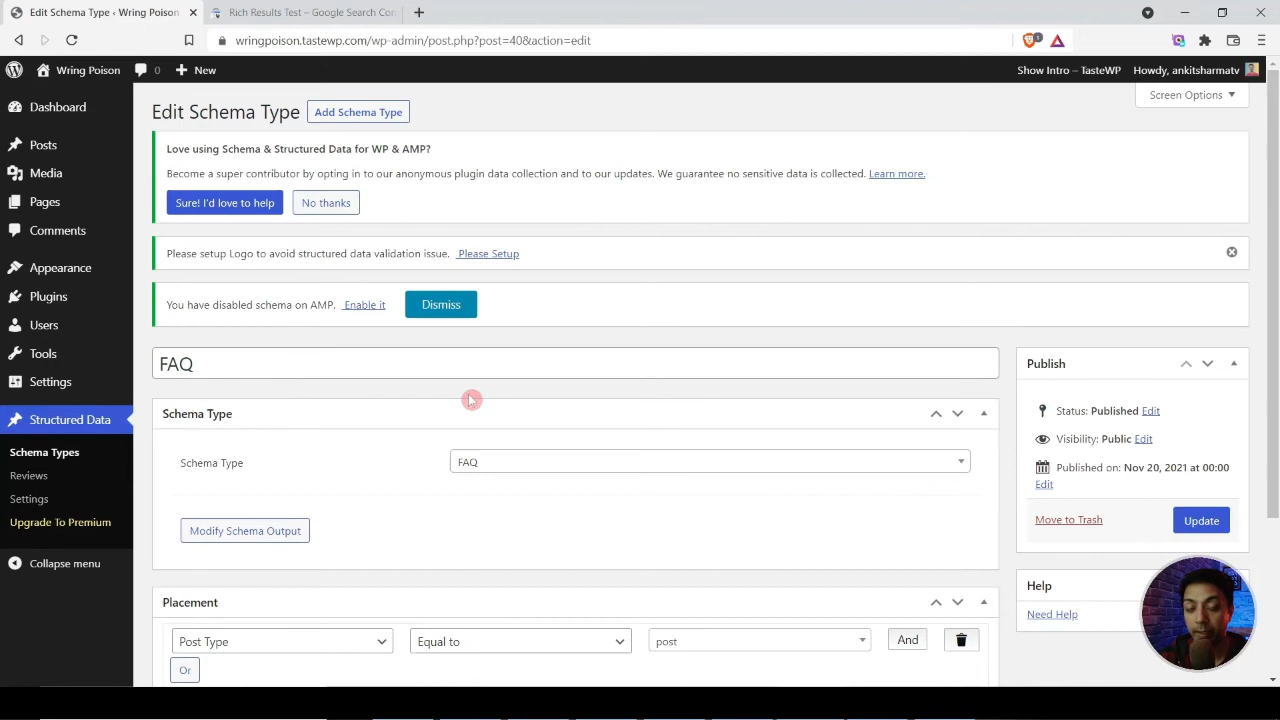 Edit Schema Type ‹ Wring Poison
Rich Results Test – Google Search Con
wringpoison.tastewp.com/wp-admin/post.php?post=40&action=edit
1
Wring Poison
0
New
Show Intro – TasteWP
Howdy, ankitsharmatv
Dashboard
Posts
Media
Pages
Comments
Appearance
Plugins
Users
Tools
Settings
Structured Data
Schema Types
Reviews
Settings
Upgrade To Premium
Collapse menu
Screen Options
Edit Schema Type
Add Schema Type
Love using Schema & Structured Data for WP & AMP?
Become a super contributor by opting in to our anonymous plugin data collection and to our updates. We guarantee no sensitive data is collected. Learn more.
Sure! I'd love to help
No thanks
Please setup Logo to avoid structured data validation issue. Please Setup
You have disabled schema on AMP. Enable it
Dismiss
FAQ
Schema Type
Schema Type
FAQ
Modify Schema Output
Placement
Post Type
Equal to
post
And
Or
Publish
Status: Published Edit
Visibility: Public Edit
Published on: Nov 20, 2021 at 00:00
Edit
Move to Trash
Update
Help
Need Help